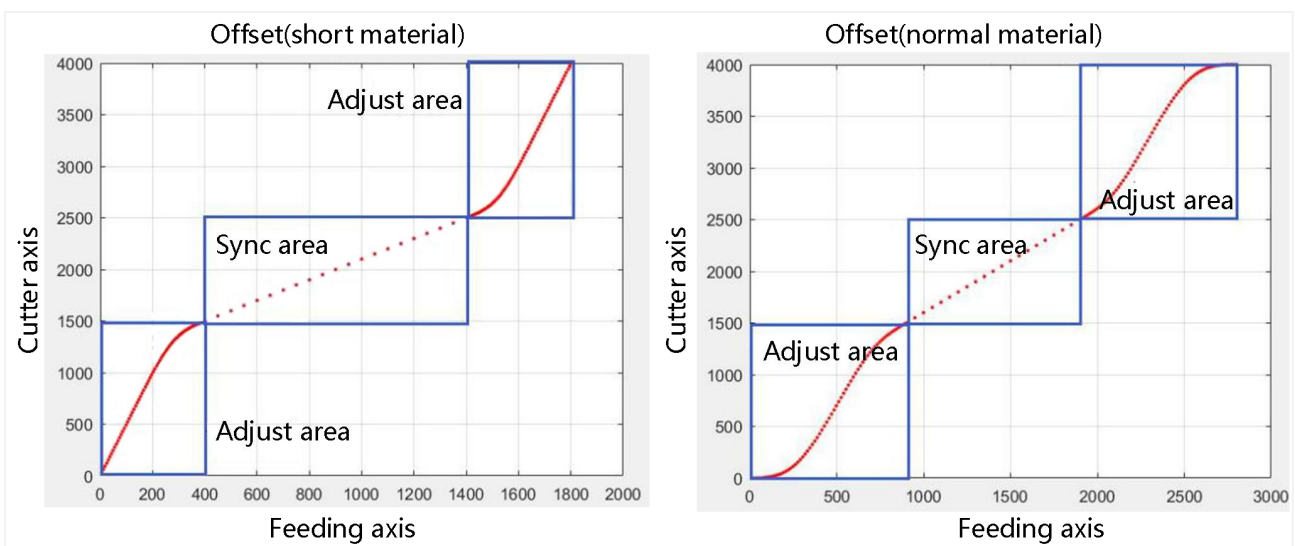 Offset(short material)
4000
3500
3000
2500
2000
1500
1000
500
0
Adjust area
Sync area
Adjust area
Cutter axis
0 200 400 600 800 1000 1200 1400 1600 1800 2000
Feeding axis
Offset(normal material)
4000
3500
3000
2500
2000
1500
1000
500
0
Adjust area
Sync area
Adjust area
Cutter axis
0 500 1000 1500 2000 2500 3000
Feeding axis